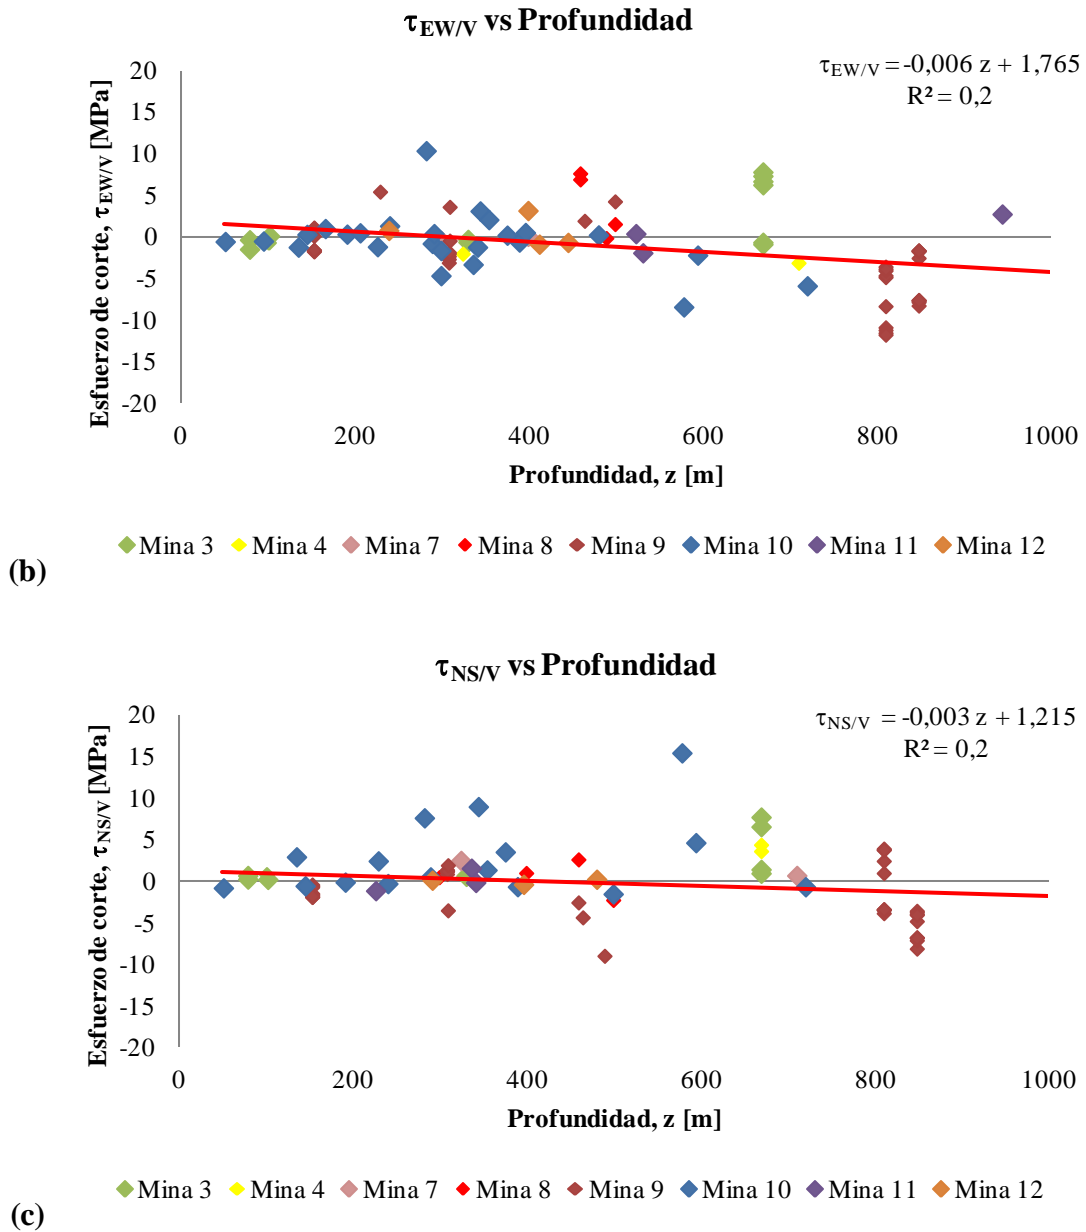 τEW/V vs Profundidad
τEW/V = -0,006 z + 1,765
R² = 0,2
Esfuerzo de corte, τEW/V [MPa]
20
15
10
5
0
-5
-10
-15
-20
0 200 400 600 800 1000
Profundidad, z [m]
Mina 3 Mina 4 Mina 7 Mina 8 Mina 9 Mina 10 Mina 11 Mina 12
(b)
τNS/V vs Profundidad
τNS/V = -0,003 z + 1,215
R² = 0,2
Esfuerzo de corte, τNS/V [MPa]
20
15
10
5
0
-5
-10
-15
-20
0 200 400 600 800 1000
Profundidad, z [m]
Mina 3 Mina 4 Mina 7 Mina 8 Mina 9 Mina 10 Mina 11 Mina 12
(c)